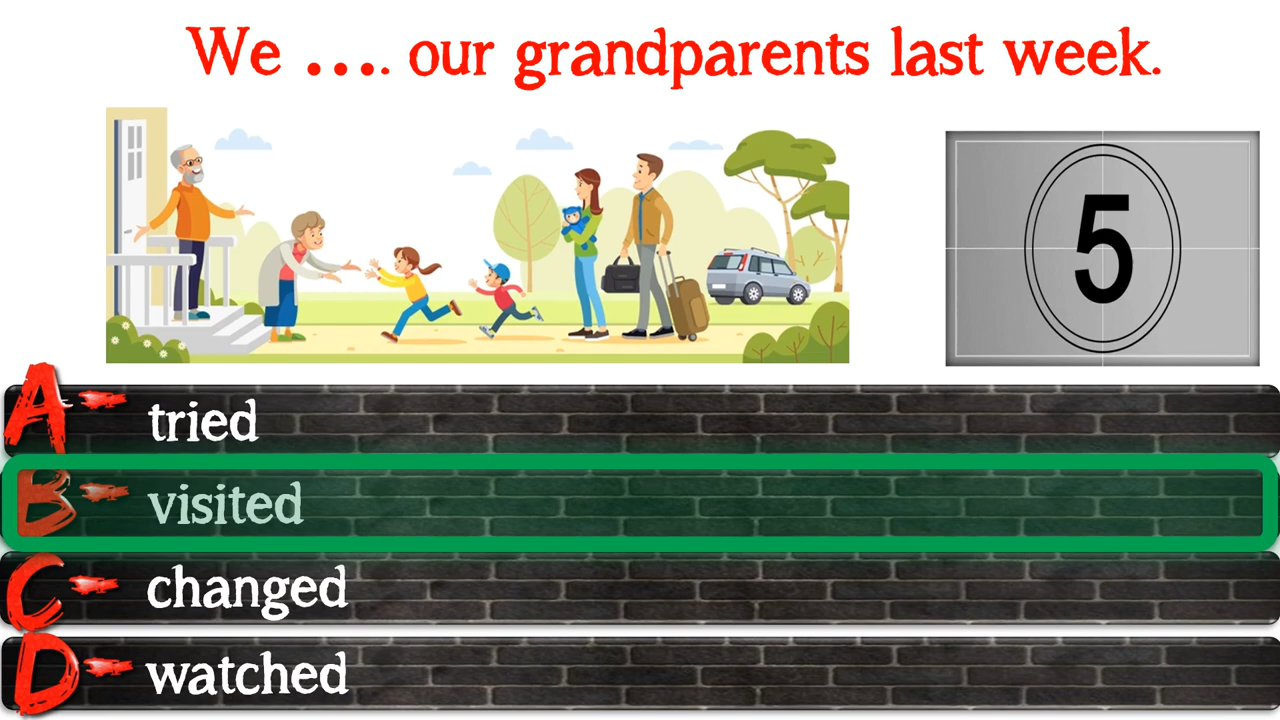 We .... our grandparents last week.
5
A- tried
B- visited
C- changed
D- watched